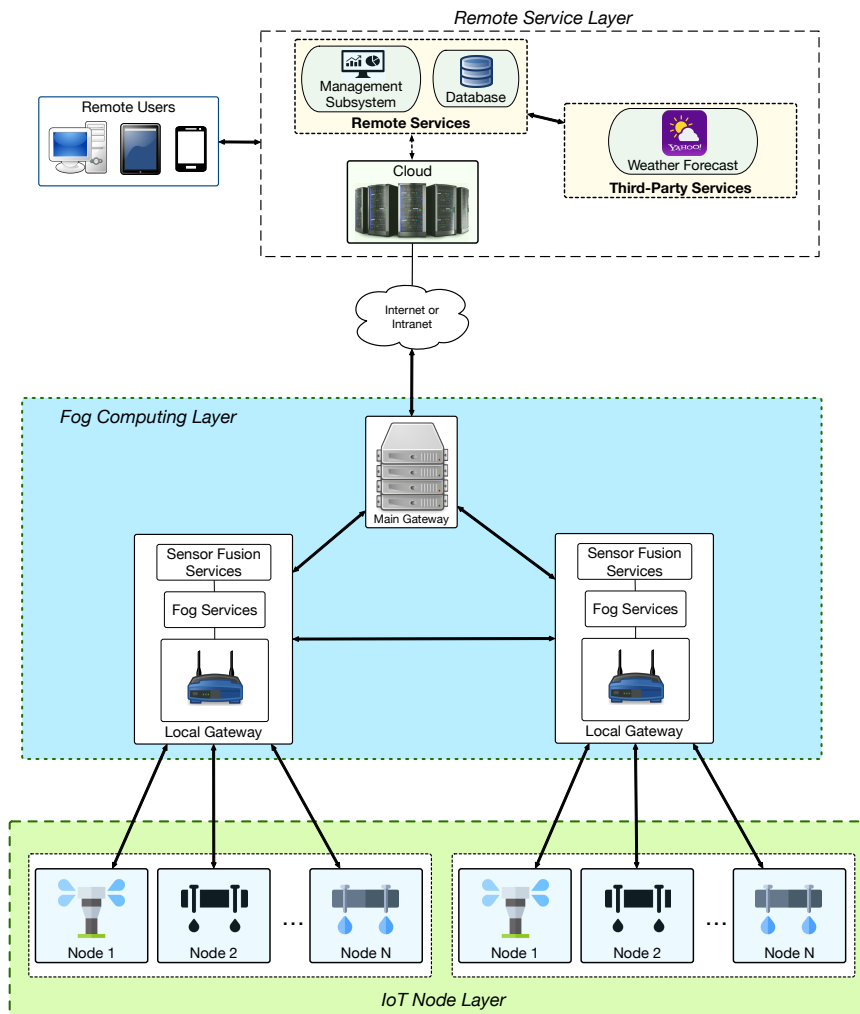 Remote Service Layer
Management
Subsystem
Database
Remote Services
Remote Users
YAHOO!
Weather Forecast
Third-Party Services
Cloud
Internet or
Intranet
Fog Computing Layer
Main Gateway
Sensor Fusion
Services
Fog Services
Local Gateway
Sensor Fusion
Services
Fog Services
Local Gateway
Node 1
Node 2
...
Node N
Node 1
Node 2
...
Node N
IoT Node Layer